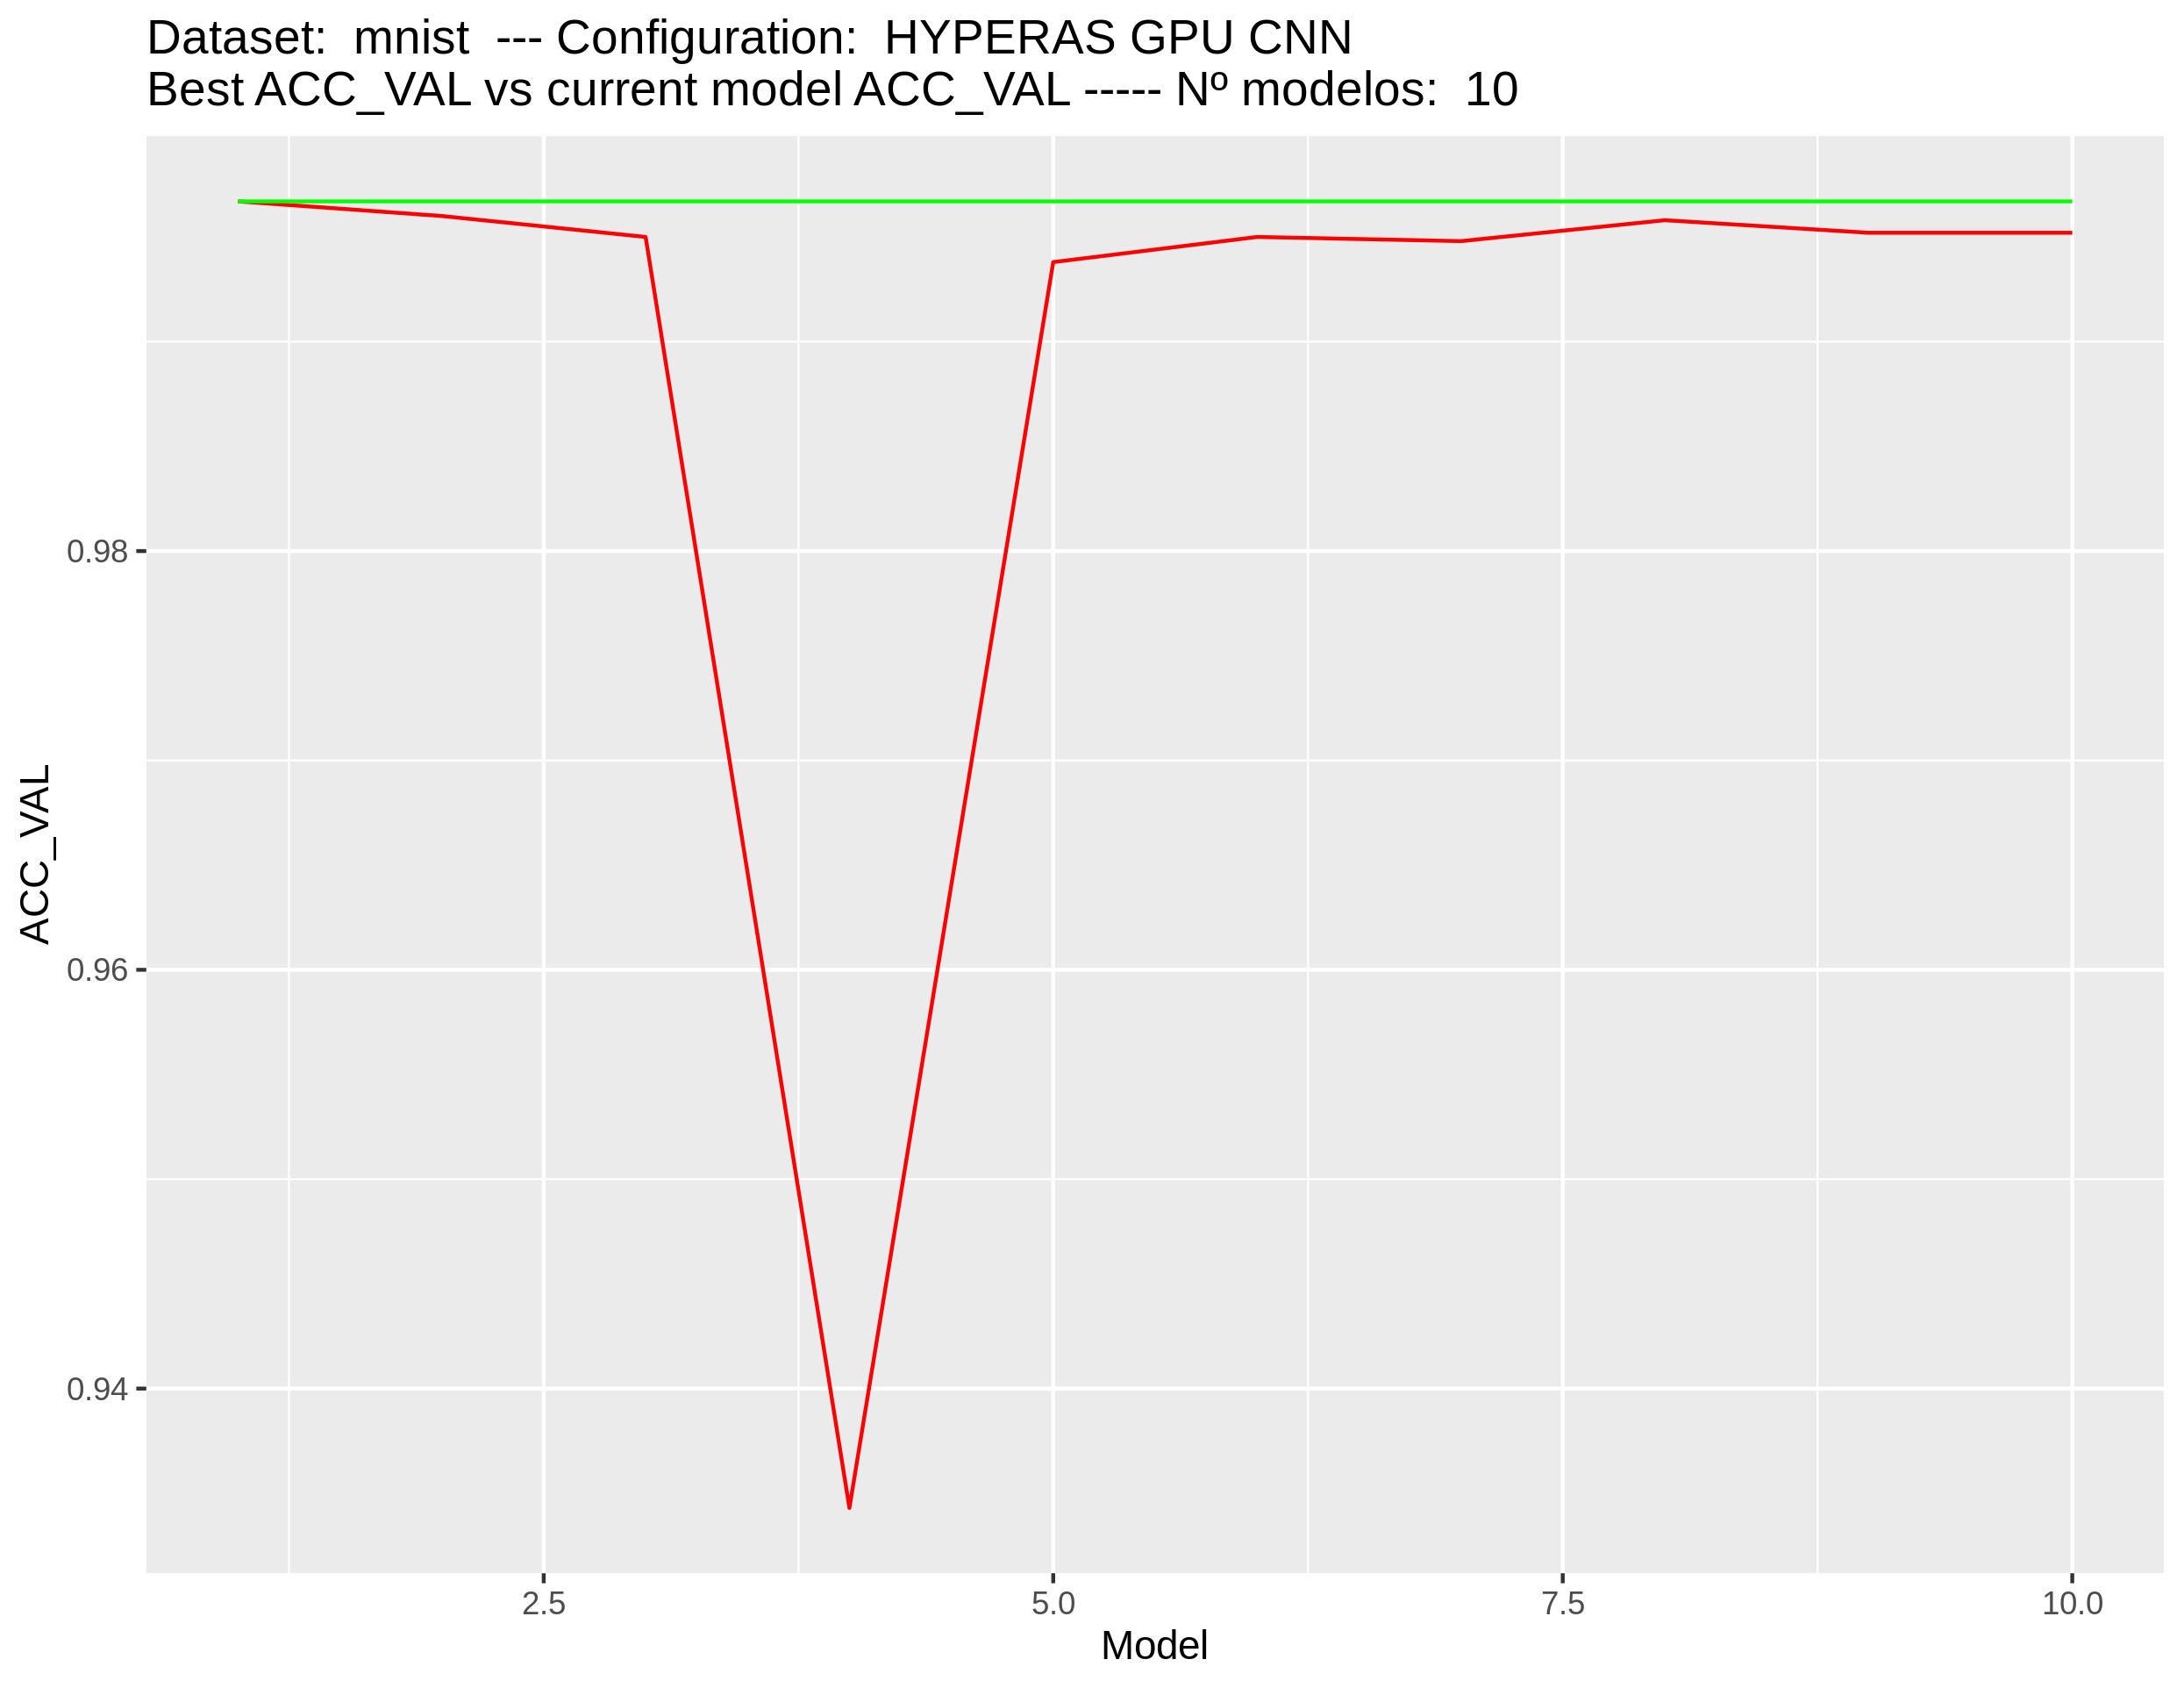 Dataset:  mnist  --- Configuration:  HYPERAS GPU CNN
Best ACC_VAL vs current model ACC_VAL ----- Nº modelos:  10
ACC_VAL
0.98
0.96
0.94
2.5 5.0 7.5 10.0
Model